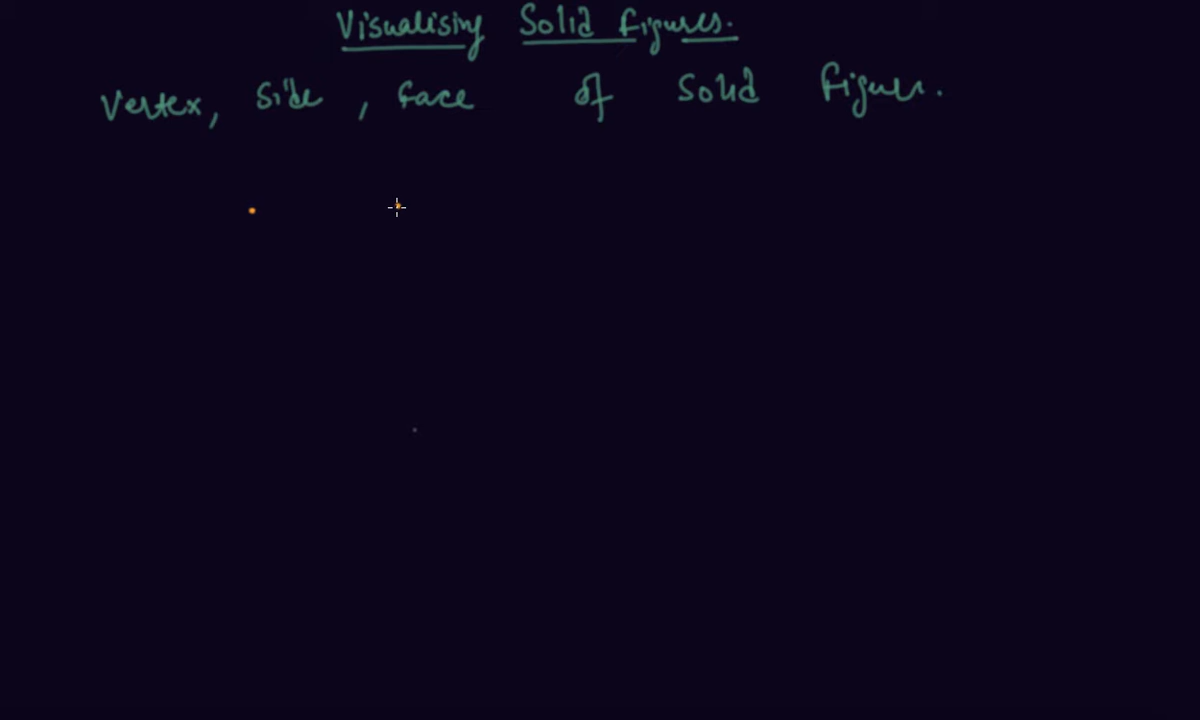 Visualising Solid figures.
Vertex, Side, face of Solid figure.